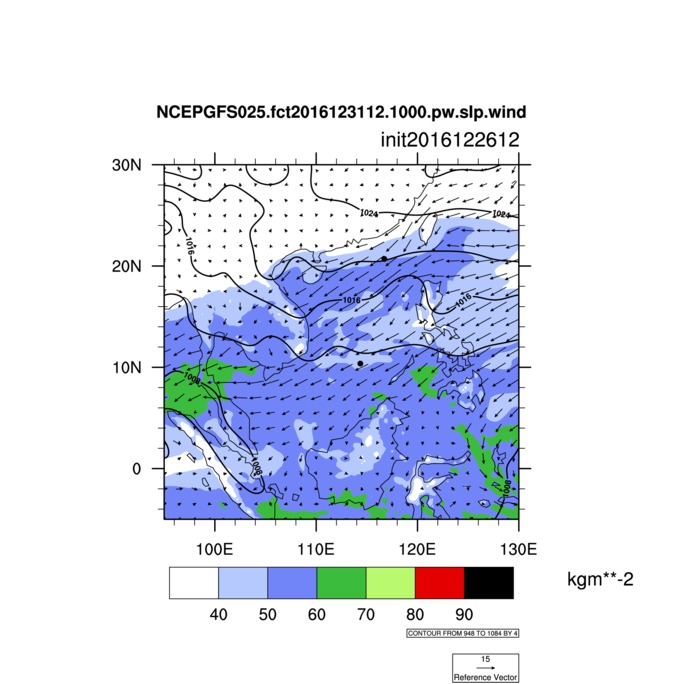 NCEPGFS025.fct2016123112.1000.pw.slp.wind
init2016122612
30N
1024
1024
1016
20N
1016
1016
10N
1008
1008
0
1008
100E 110E 120E 130E
kgm**-2
40 50 60 70 80 90
CONTOUR FROM 948 TO 1084 BY 4
15
Reference Vector